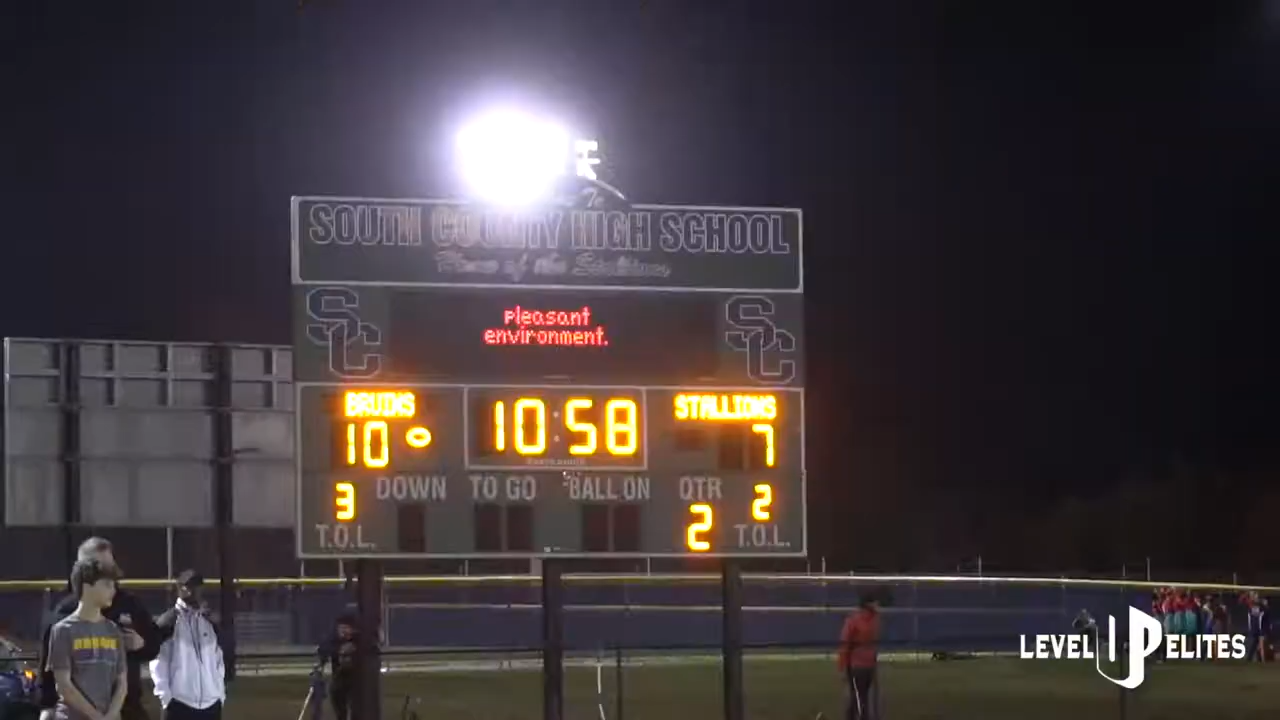 SOUTH COUNTY HIGH SCHOOL
Home of the Stallions
SC
SC
Pleasant
environment.
BRUINS
10:58
STALLIONS
10
7
3
DOWN
TO GO
BALL ON
QTR
2
T.O.L.
2
T.O.L.
LEVEL UP ELITES